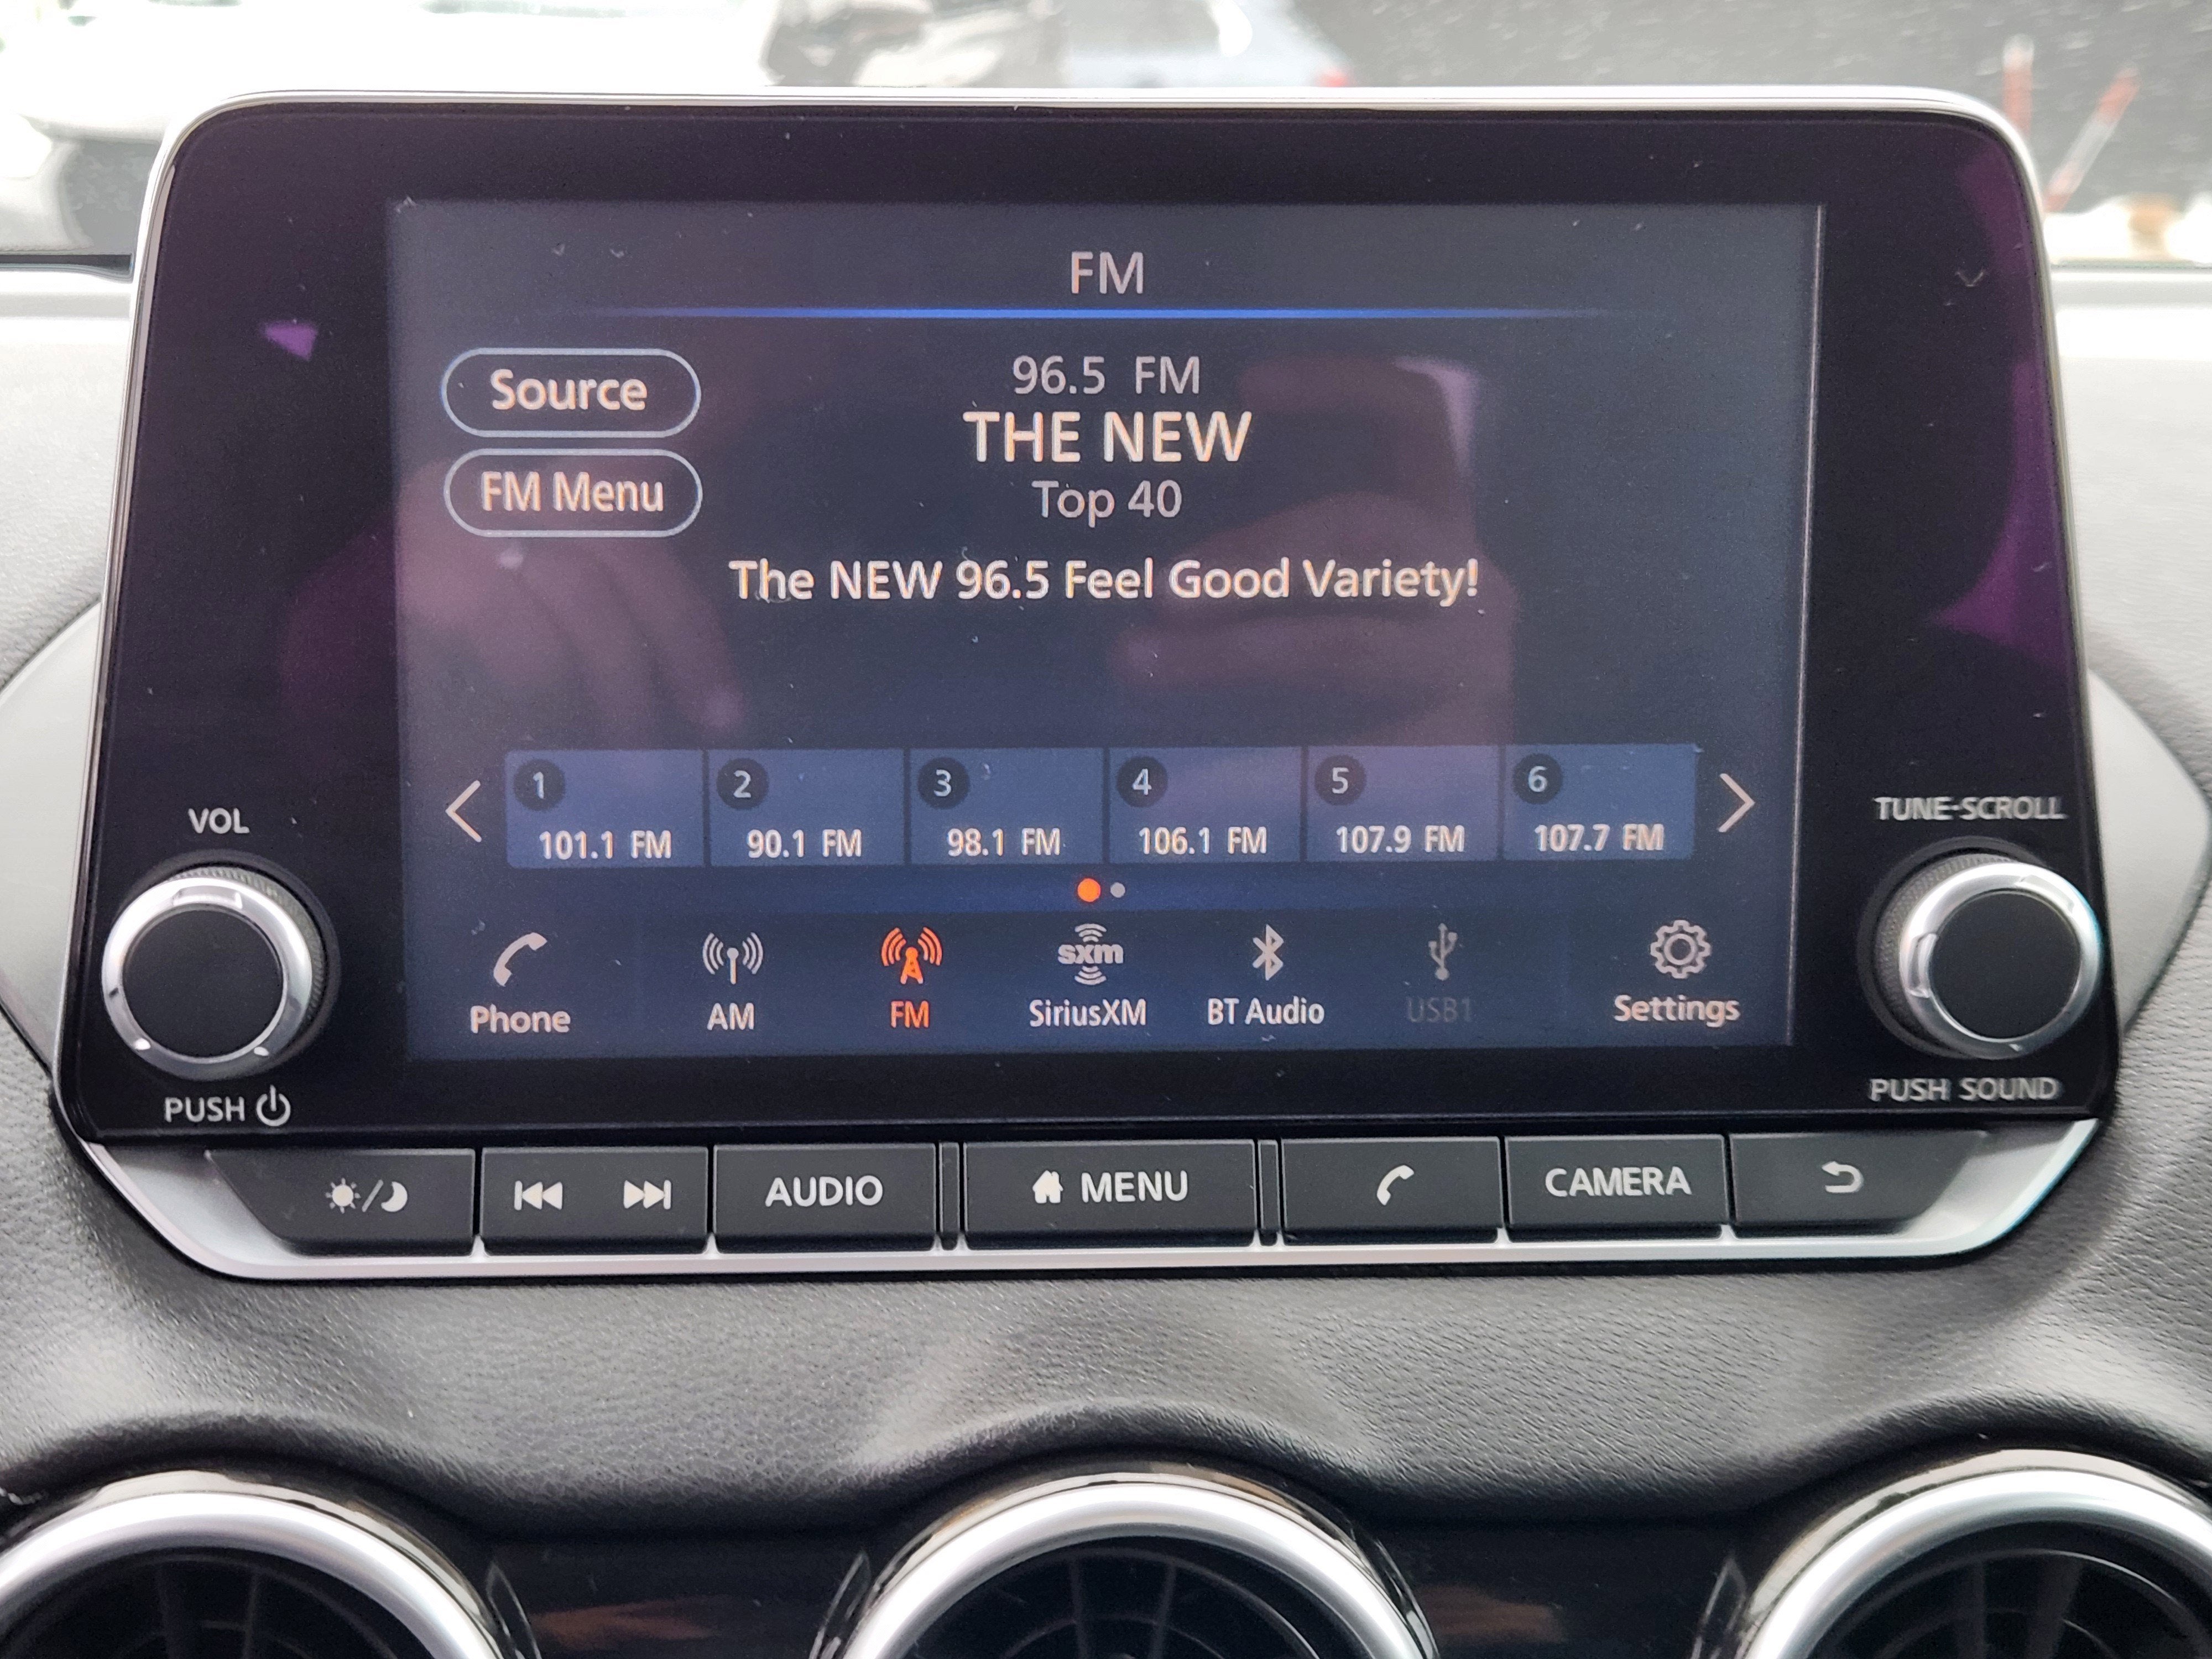 FM
Source
96.5 FM
THE NEW
FM Menu
Top 40
The NEW 96.5 Feel Good Variety!
1 2 3 4 5 6
101.1 FM 90.1 FM 98.1 FM 106.1 FM 107.9 FM 107.7 FM
VOL
TUNE·SCROLL
sxm
Phone AM FM SiriusXM BT Audio USB1 Settings
PUSH
PUSH SOUND
AUDIO MENU CAMERA